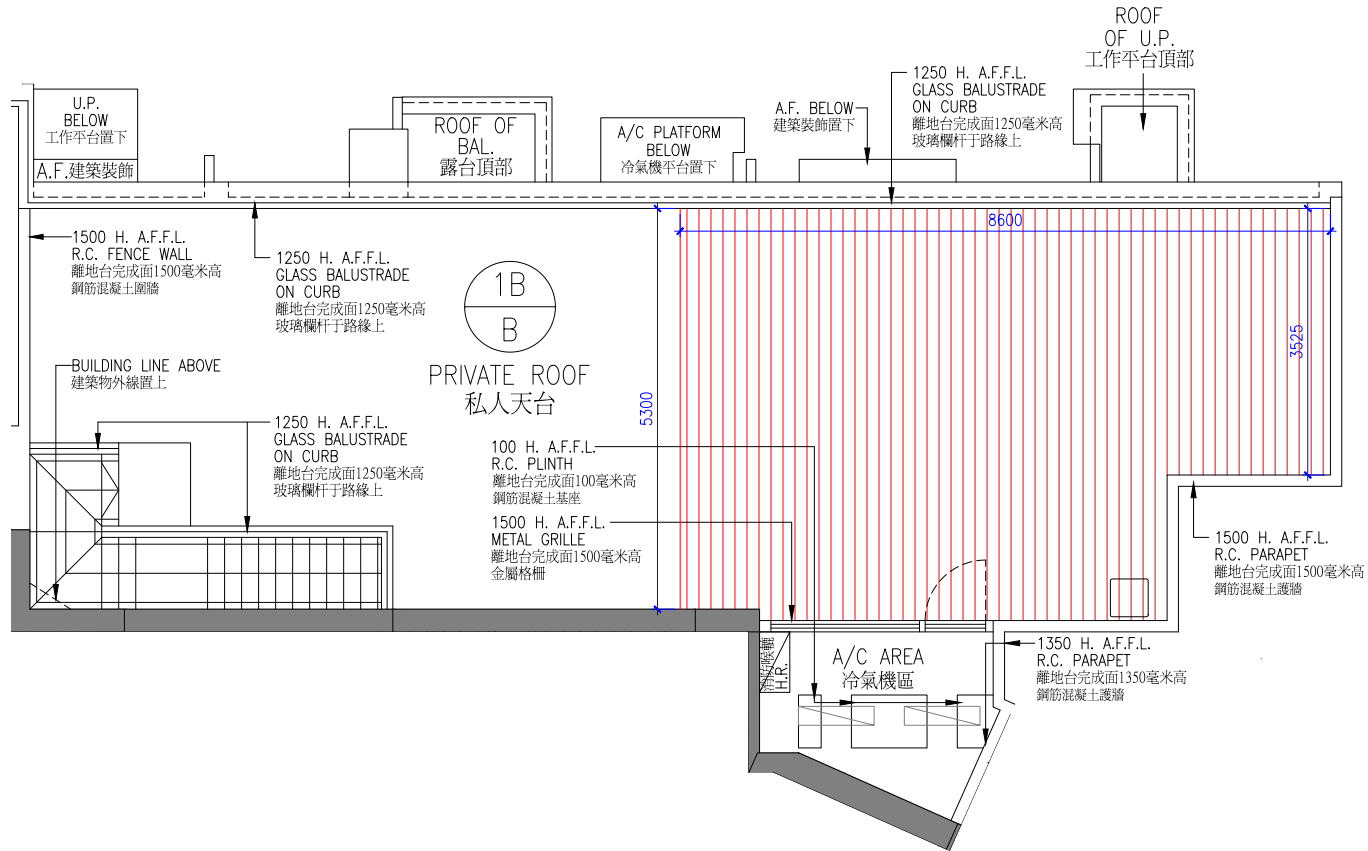 ROOF
OF U.P.
工作平台頂部
1250 H. A.F.F.L.
GLASS BALUSTRADE
ON CURB
離地台完成面1250毫米高
玻璃欄杆于路緣上
U.P.
BELOW
工作平台置下
A.F.建築裝飾
ROOF OF
BAL.
露台頂部
A/C PLATFORM
BELOW
冷氣機平台置下
A.F. BELOW
建築裝飾置下
8600
1500 H. A.F.F.L.
R.C. FENCE WALL
離地台完成面1500毫米高
鋼筋混凝土圍牆
1250 H. A.F.F.L.
GLASS BALUSTRADE
ON CURB
離地台完成面1250毫米高
玻璃欄杆于路緣上
1B
B
PRIVATE ROOF
私人天台
3525
5300
BUILDING LINE ABOVE
建築物外線置上
1250 H. A.F.F.L.
GLASS BALUSTRADE
ON CURB
離地台完成面1250毫米高
玻璃欄杆于路緣上
100 H. A.F.F.L.
R.C. PLINTH
離地台完成面100毫米高
鋼筋混凝土基座
1500 H. A.F.F.L.
METAL GRILLE
離地台完成面1500毫米高
金屬格柵
1500 H. A.F.F.L.
R.C. PARAPET
離地台完成面1500毫米高
鋼筋混凝土護牆
消防喉轆
H.R.
A/C AREA
冷氣機區
1350 H. A.F.F.L.
R.C. PARAPET
離地台完成面1350毫米高
鋼筋混凝土護牆